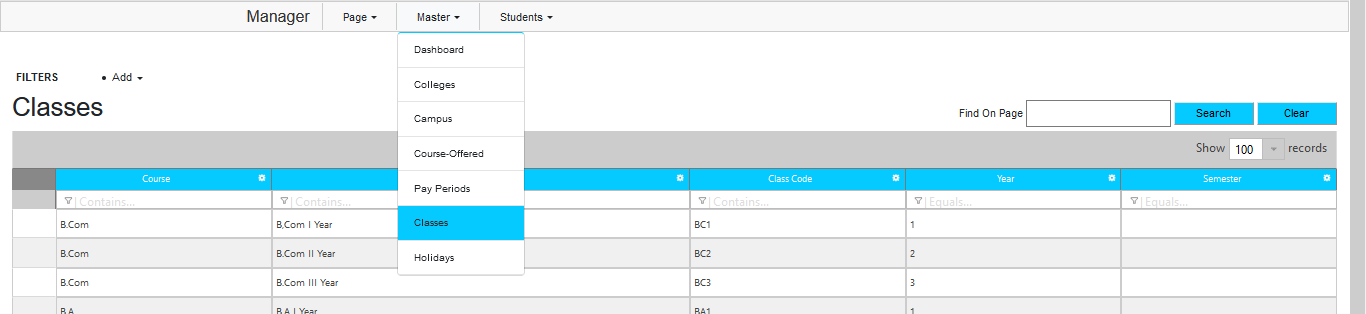 Manager Page Master Students
Dashboard
FILTERS • Add
Colleges
Classes
Find On Page Search Clear
Campus
Show 100 records
Course-Offered
Course Class Code Year Semester
Pay Periods
Contains... Contains... Contains... Equals... Equals...
Classes
B.Com B,Com I Year BC1 1
B.Com B.Com II Year BC2 2
Holidays
B.Com B.Com III Year BC3 3
B.A B.A I Year BA1 1